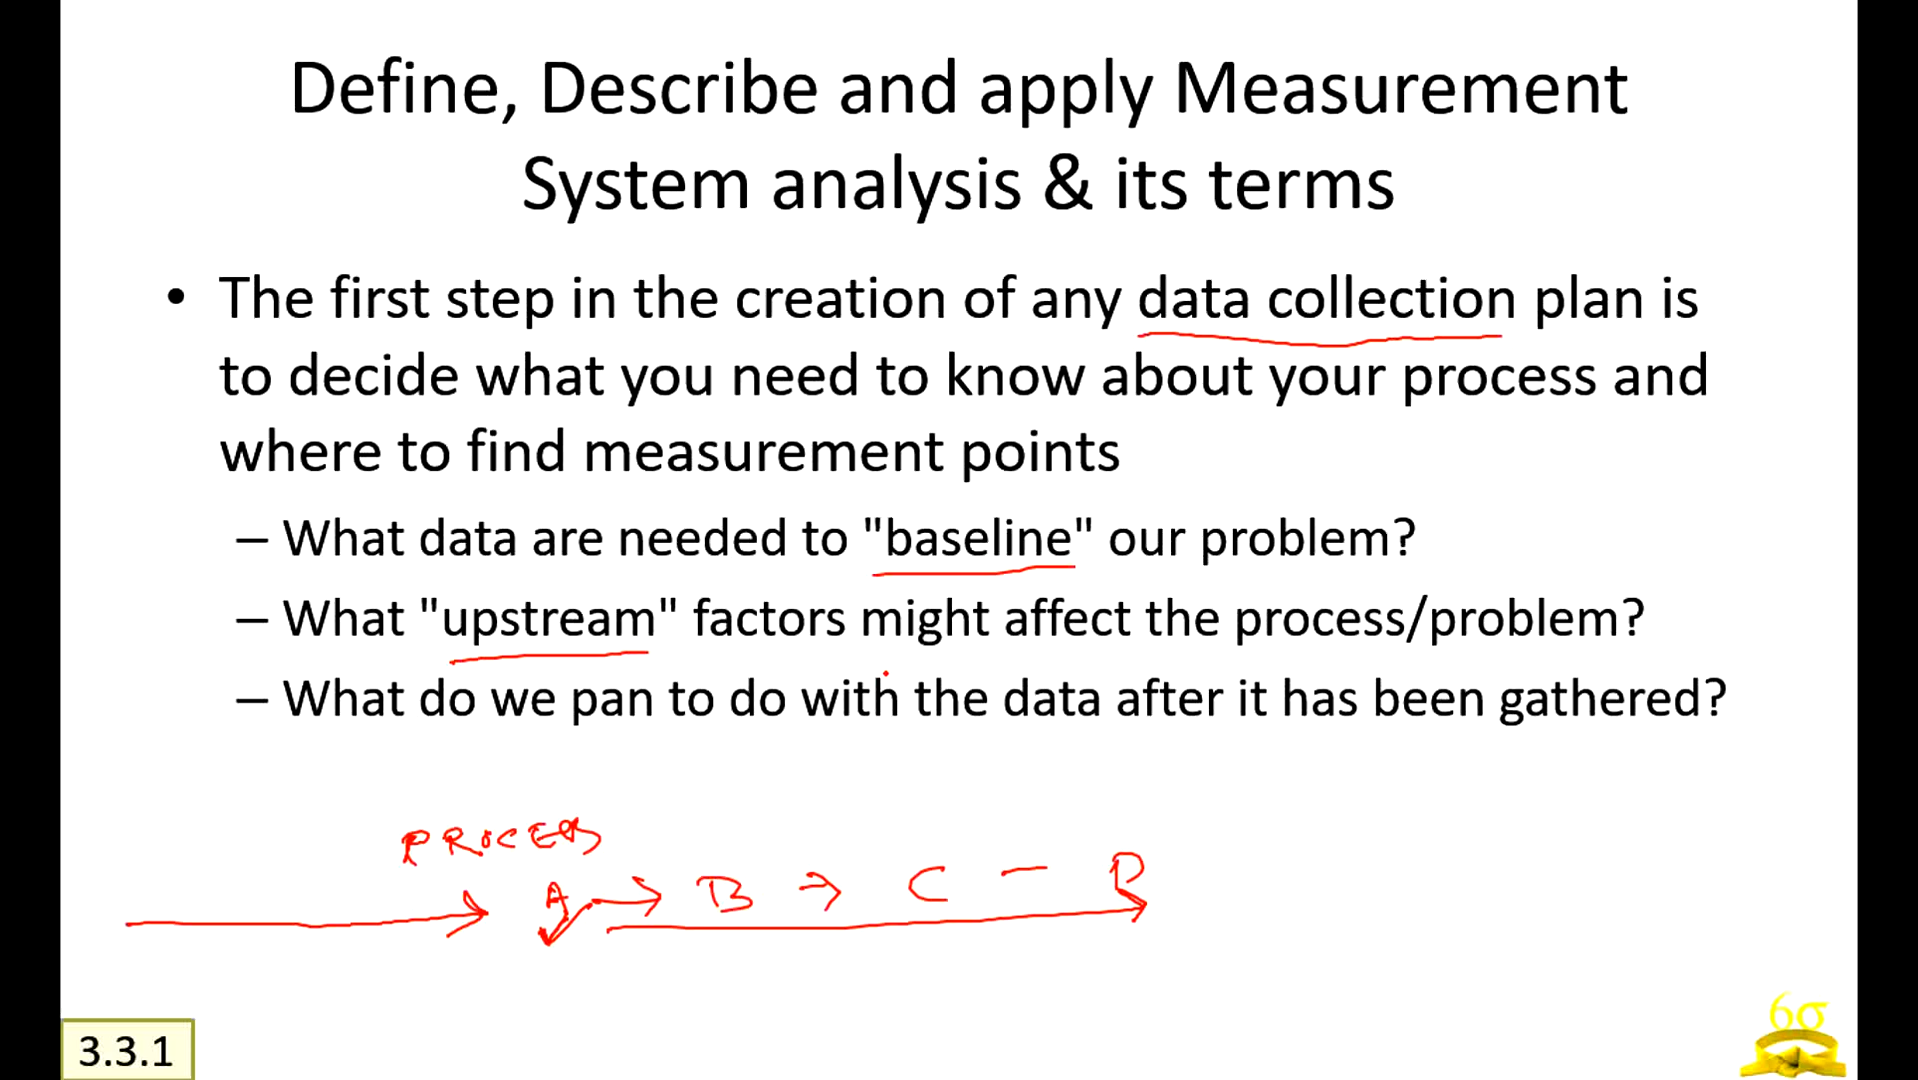 Define, Describe and apply Measurement
System analysis & its terms
• The first step in the creation of any data collection plan is
to decide what you need to know about your process and
where to find measurement points
– What data are needed to "baseline" our problem?
– What "upstream" factors might affect the process/problem?
– What do we pan to do with the data after it has been gathered?
PROCESS
A → B → C – D
3.3.1
6σ